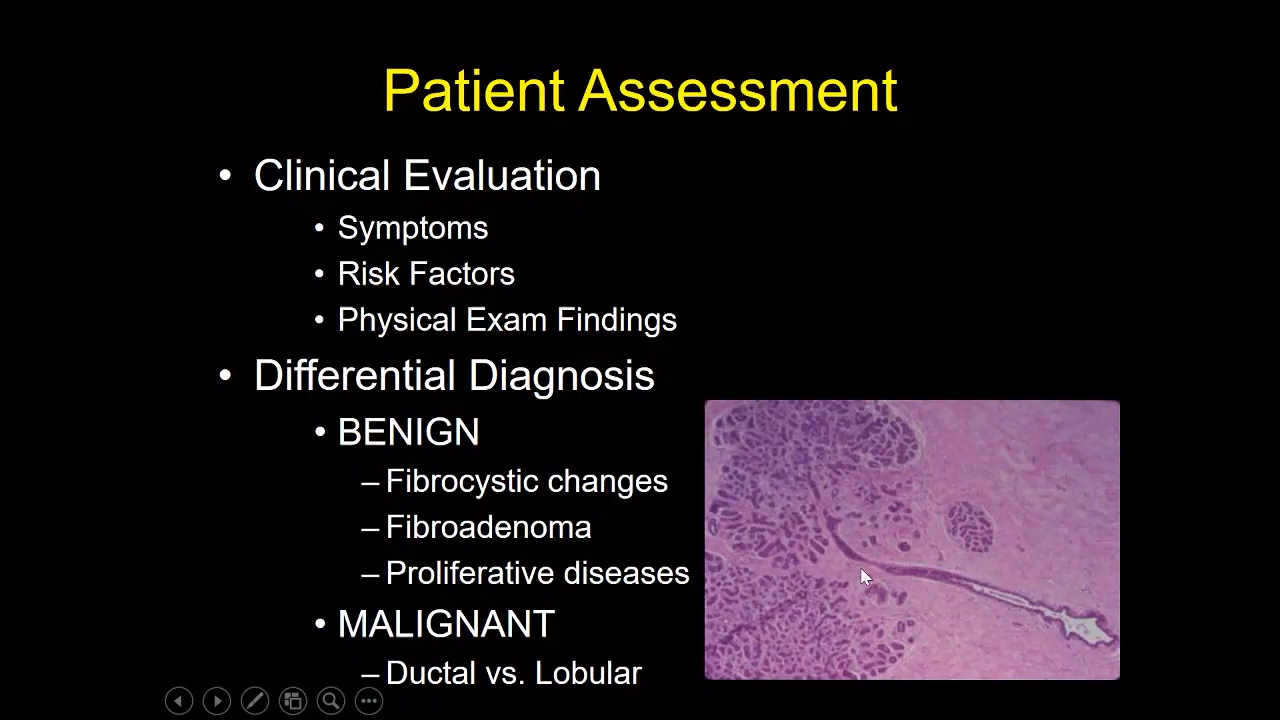 Patient Assessment
• Clinical Evaluation
• Symptoms
• Risk Factors
• Physical Exam Findings
• Differential Diagnosis
• BENIGN
– Fibrocystic changes
– Fibroadenoma
– Proliferative diseases
• MALIGNANT
– Ductal vs. Lobular